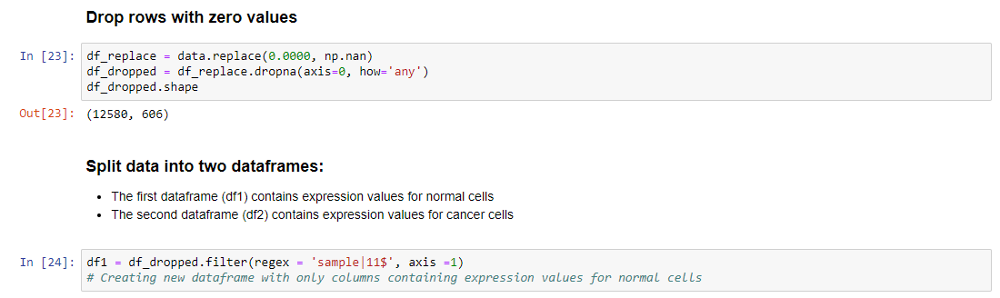 Drop rows with zero values
In [23]: df_replace = data.replace(0.0000, np.nan)
df_dropped = df_replace.dropna(axis=0, how='any')
df_dropped.shape
Out[23]: (12580, 606)
Split data into two dataframes:
• The first dataframe (df1) contains expression values for normal cells
• The second dataframe (df2) contains expression values for cancer cells
In [24]: df1 = df_dropped.filter(regex = 'sample|11$', axis =1)
# Creating new dataframe with only columns containing expression values for normal cells